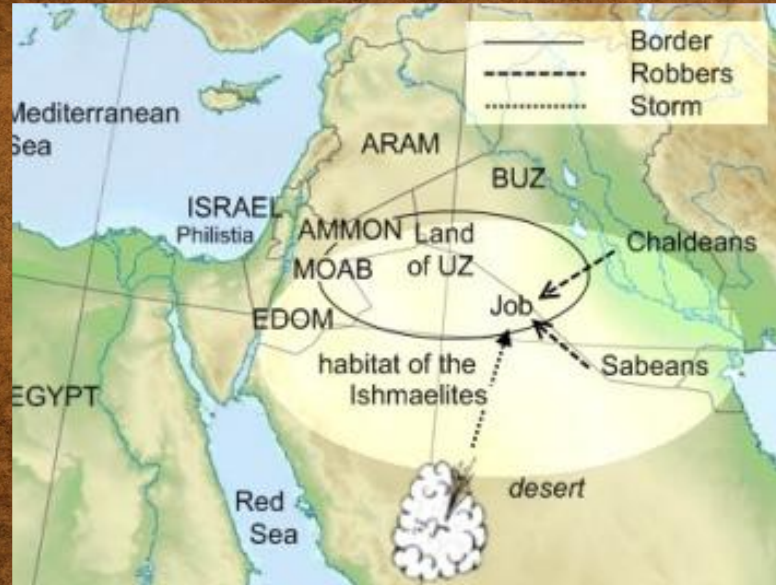 Border
Robbers
Storm
Mediterranean
Sea
ARAM
BUZ
ISRAEL
Philistia
AMMON
Land
of UZ
Chaldeans
MOAB
Job
EDOM
habitat of the
Ishmaelites
Sabeans
EGYPT
desert
Red
Sea